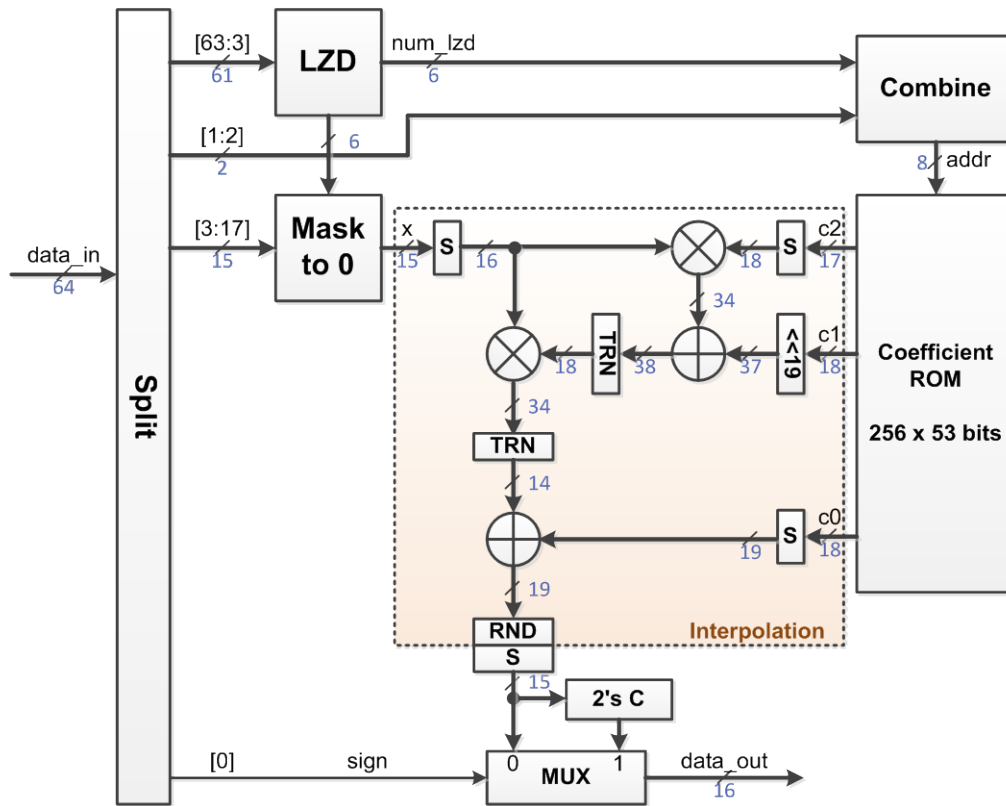 [63:3]
61
LZD
num_lzd
6
Combine
[1:2]
2
6
8
addr
[3:17]
15
Mask
to 0
x
15
S
16
18
S
c2
17
data_in
64
34
TRN
18
38
37
<<19
c1
18
Coefficient
ROM
256 x 53 bits
Split
34
TRN
14
19
S
c0
18
19
RND
S
Interpolation
15
2's C
[0]
sign
0
1
MUX
data_out
16